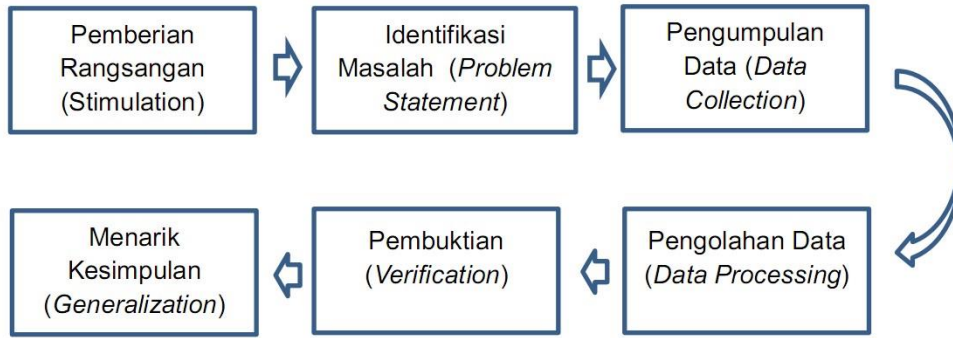 Pemberian
Rangsangan
(Stimulation)
Identifikasi
Masalah (Problem
Statement)
Pengumpulan
Data (Data
Collection)
Pengolahan Data
(Data Processing)
Pembuktian
(Verification)
Menarik
Kesimpulan
(Generalization)